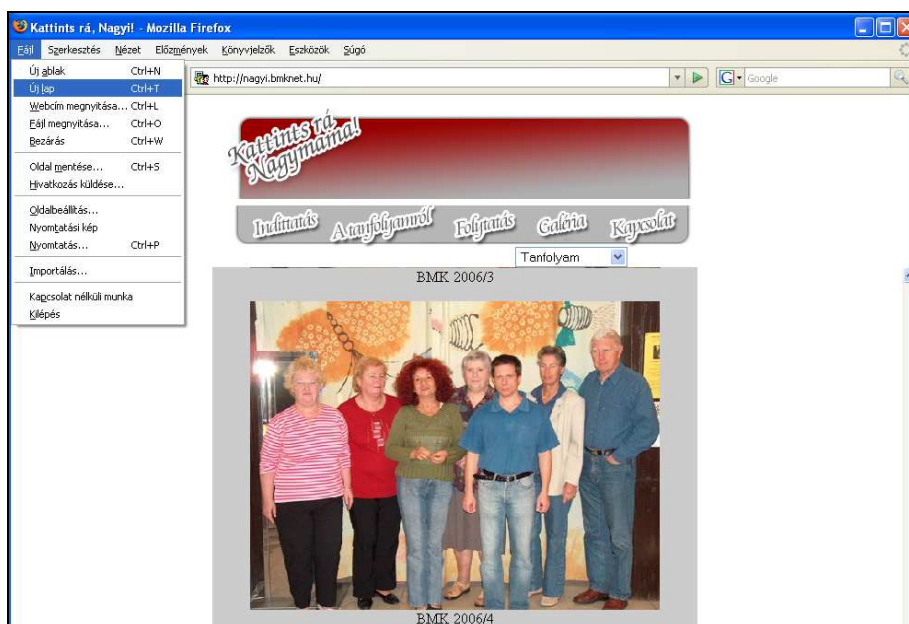 Kattints rá, Nagyi! - Mozilla Firefox
Fájl Szerkesztés Nézet Előzmények Könyvjelzők Eszközök Súgó
http://nagyi.bmknet.hu/
G Google
Új ablak Ctrl+N
Új lap Ctrl+T
Webcím megnyitása... Ctrl+L
Fájl megnyitása... Ctrl+O
Bezárás Ctrl+W
Oldal mentése... Ctrl+S
Hivatkozás küldése...
Oldalbeállítás...
Nyomtatási kép
Nyomtatás... Ctrl+P
Importálás...
Kapcsolat nélküli munka
Kilépés
Kattints rá
Nagymama!
Indíttatás A tanfolyamról Folytatás Galéria Kapcsolat
Tanfolyam
BMK 2006/3
BMK 2006/4